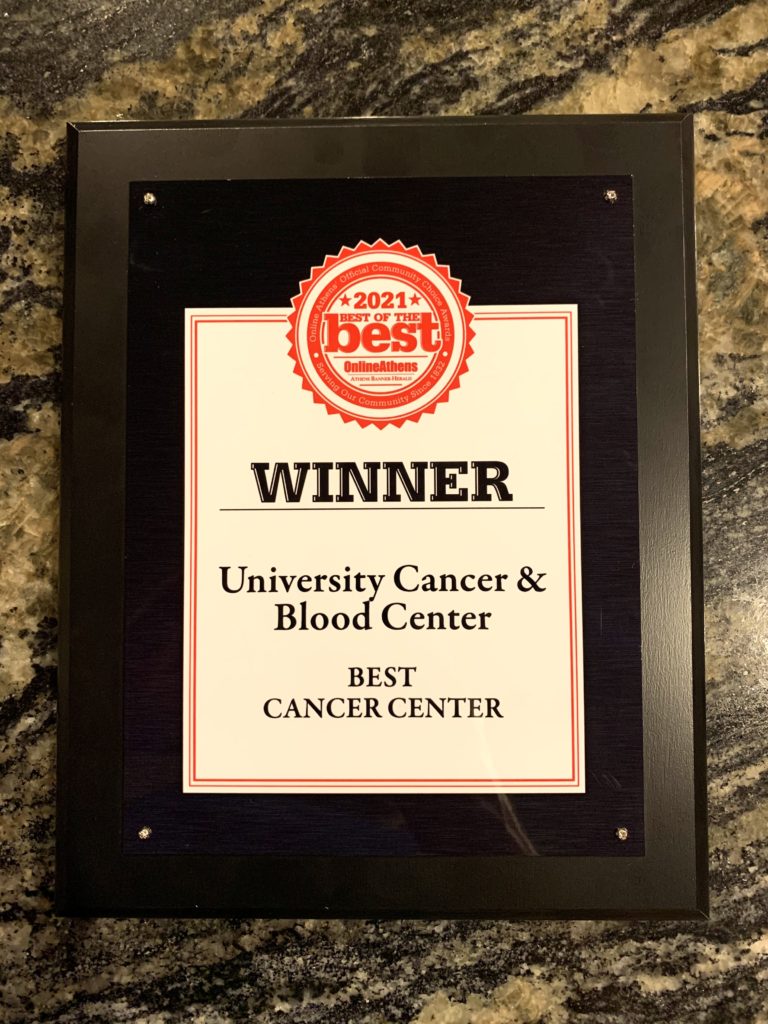 Online Athens' Official Community Choice Awards
★2021★
BEST OF THE
best
OnlineAthens
ATHENS BANNER-HERALD
Serving Our Community Since 1832
WINNER
University Cancer &
Blood Center
BEST
CANCER CENTER